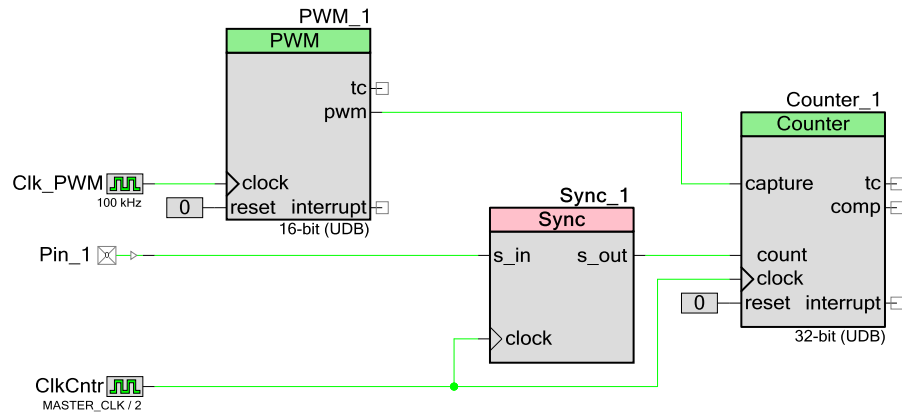 PWM_1
PWM
tc
pwm
Clk_PWM
100 kHz
clock
0
reset
interrupt
16-bit (UDB)
Pin_1
Sync_1
Sync
s_in
s_out
clock
ClkCntr
MASTER_CLK / 2
Counter_1
Counter
capture
tc
comp
count
clock
0
reset
interrupt
32-bit (UDB)